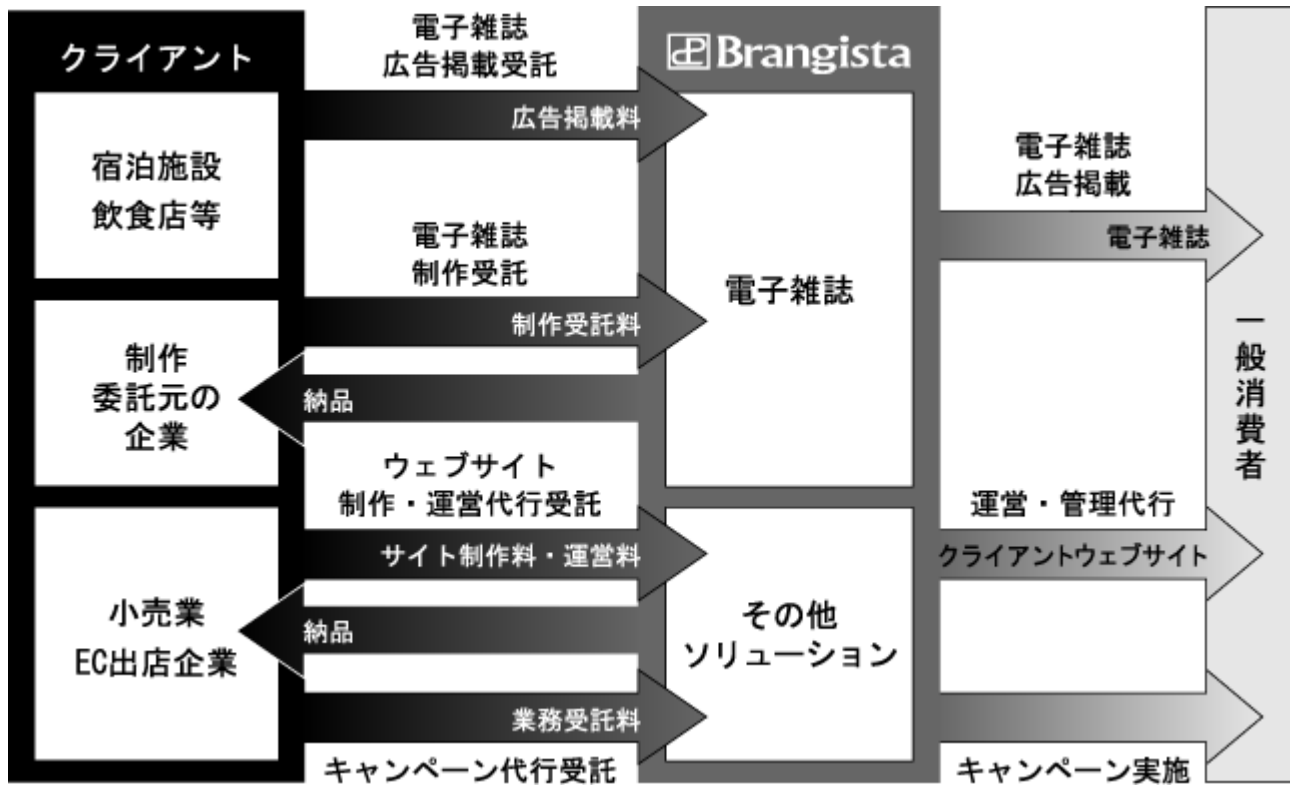 クライアント
宿泊施設
飲食店等
制作
委託元の
企業
小売業
EC出店企業
電子雑誌
広告掲載受託
広告掲載料
電子雑誌
制作受託
制作受託料
納品
ウェブサイト
制作・運営代行受託
サイト制作料・運営料
納品
業務受託料
キャンペーン代行受託
Brangista
電子雑誌
その他
ソリューション
電子雑誌
広告掲載
電子雑誌
運営・管理代行
クライアントウェブサイト
キャンペーン実施
一般消費者